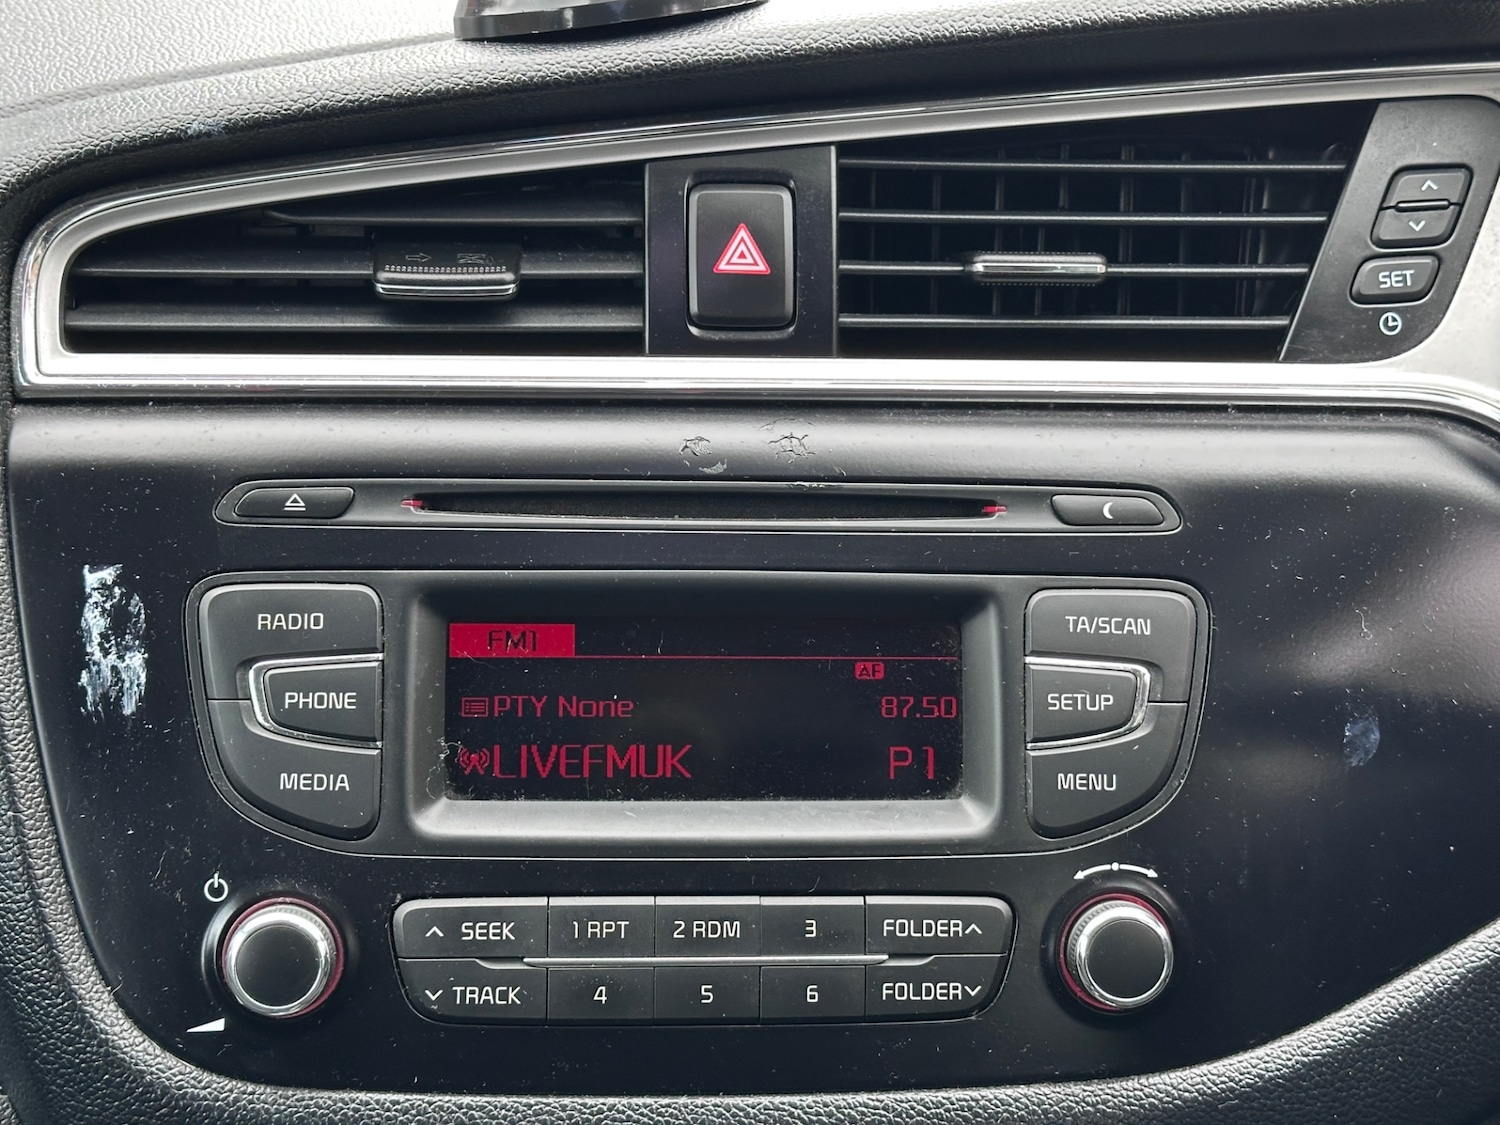 SET
RADIO
TA/SCAN
PHONE
SETUP
MEDIA
MENU
FM1
AF
PTY None 87.50
LIVEFMUK P1
SEEK 1 RPT 2 RDM 3 FOLDER
TRACK 4 5 6 FOLDER